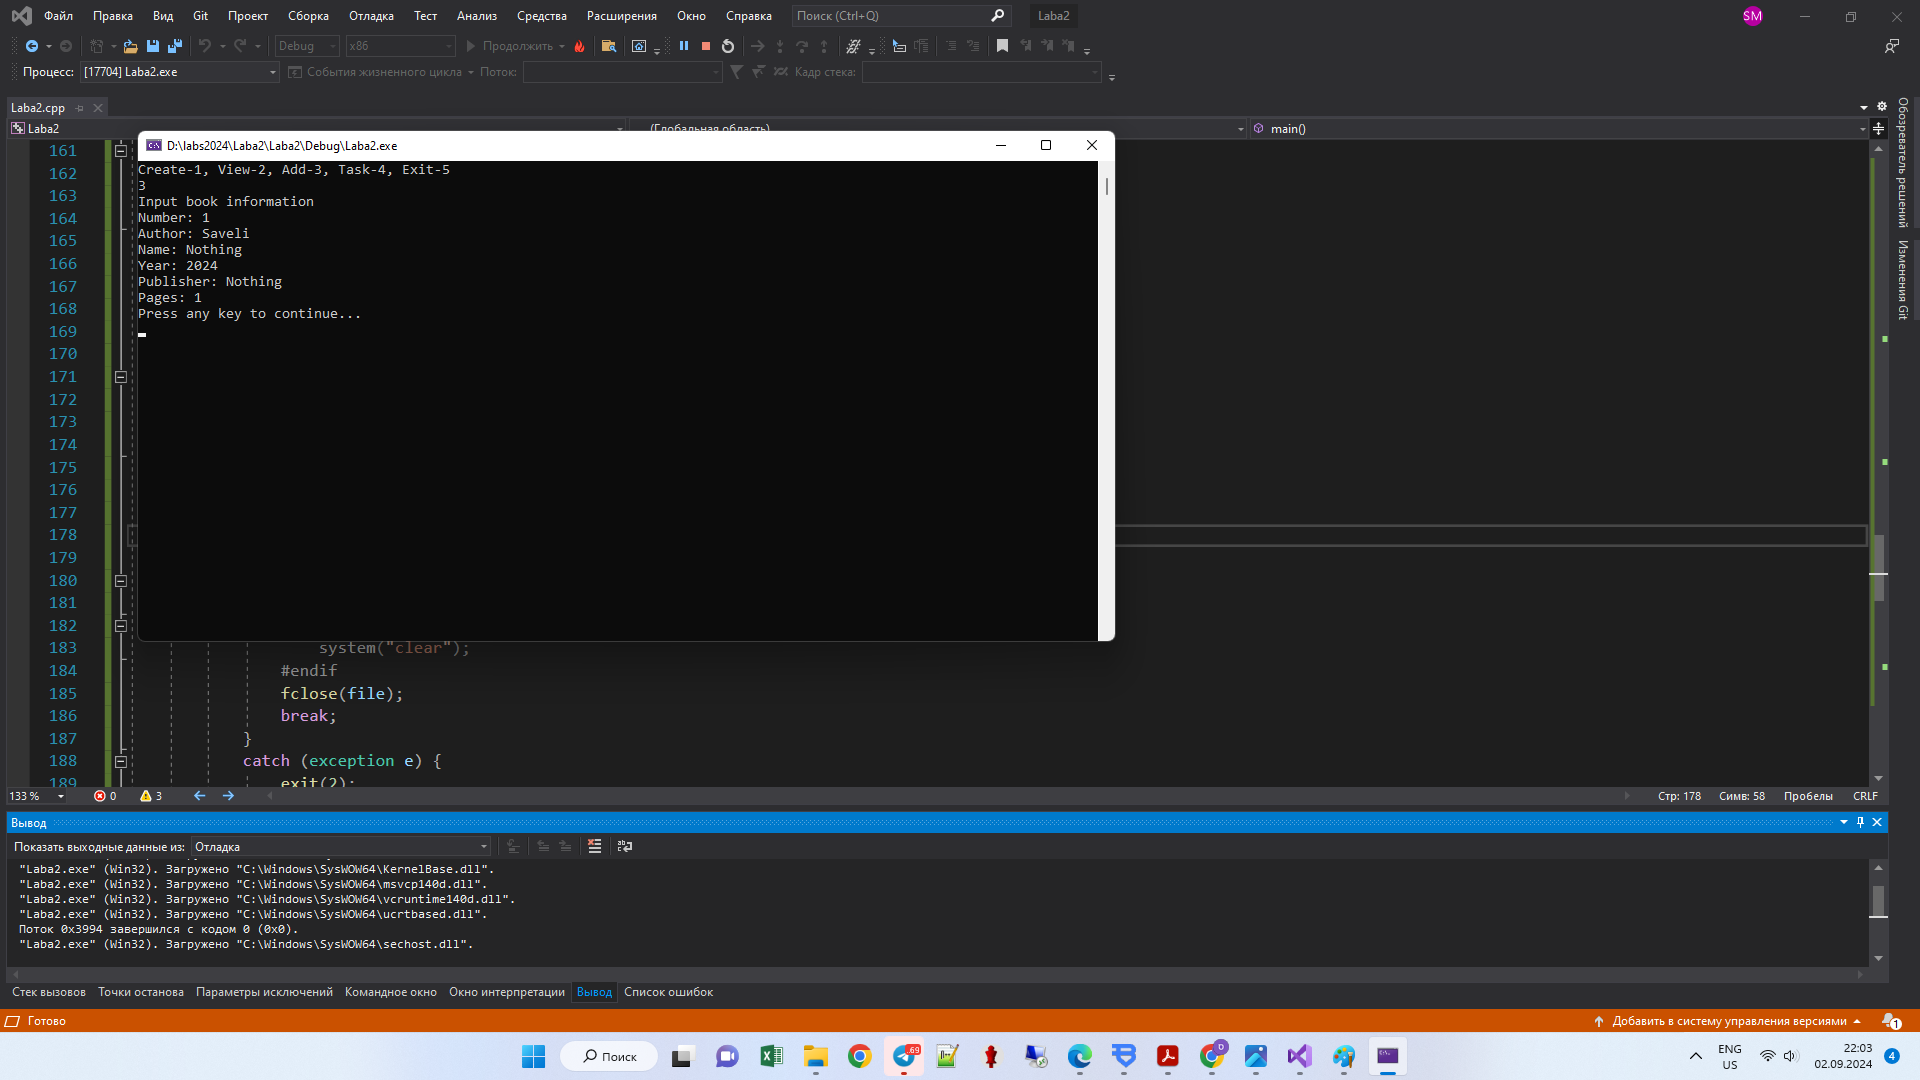 Файл Правка Вид Git Проект Сборка Отладка Тест Анализ Средства Расширения Окно Справка Поиск (Ctrl+Q) Laba2 SM
Debug x86 Продолжить
Процесс: [17704] Laba2.exe События жизненного цикла Поток: Кадр стека:
Laba2.cpp
Laba2 (Глобальная область) main()
D:\labs2024\Laba2\Laba2\Debug\Laba2.exe
Create-1, View-2, Add-3, Task-4, Exit-5
3
Input book information
Number: 1
Author: Saveli
Name: Nothing
Year: 2024
Publisher: Nothing
Pages: 1
Press any key to continue...
161
162
163
164
165
166
167
168
169
170
171
172
173
174
175
176
177
178
179
180
181
182
183 system("clear");
184 #endif
185 fclose(file);
186 break;
187 }
188 catch (exception e) {
189 exit(2);
Обозреватель решений
Изменения Git
133 % 0 3 Стр: 178 Симв: 58 Пробелы CRLF
Вывод
Показать выходные данные из: Отладка
"Laba2.exe" (Win32). Загружено "C:\Windows\SysWOW64\KernelBase.dll".
"Laba2.exe" (Win32). Загружено "C:\Windows\SysWOW64\msvcp140d.dll".
"Laba2.exe" (Win32). Загружено "C:\Windows\SysWOW64\vcruntime140d.dll".
"Laba2.exe" (Win32). Загружено "C:\Windows\SysWOW64\ucrtbased.dll".
Поток 0x3994 завершился с кодом 0 (0x0).
"Laba2.exe" (Win32). Загружено "C:\Windows\SysWOW64\sechost.dll".
Стек вызовов Точки останова Параметры исключений Командное окно Окно интерпретации Вывод Список ошибок
Готово Добавить в систему управления версиями 1
Поиск 69 D ENG US 22:03 02.09.2024 4